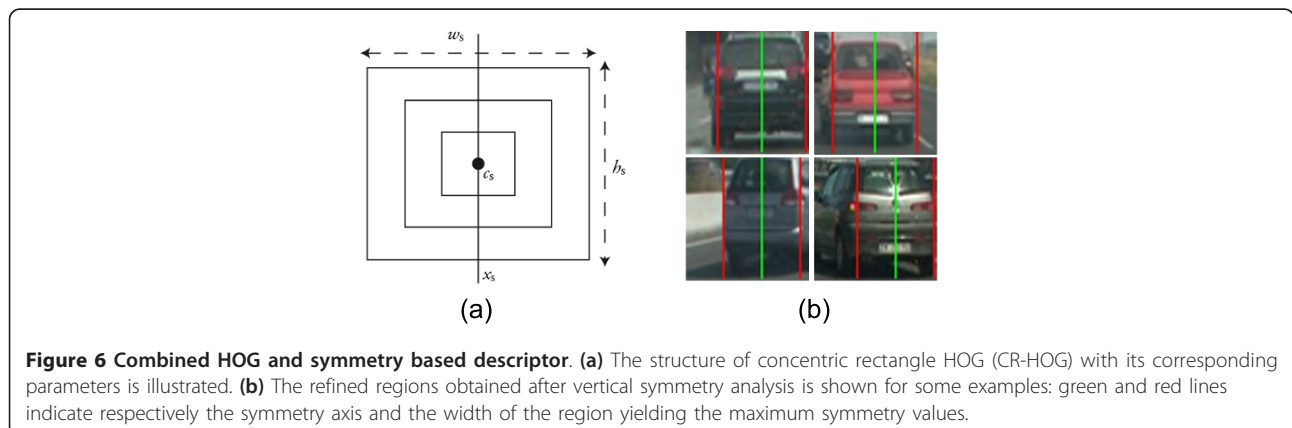 w_s
h_s
c_s
x_s
(a)
(b)
Figure 6 Combined HOG and symmetry based descriptor. (a) The structure of concentric rectangle HOG (CR-HOG) with its corresponding
parameters is illustrated. (b) The refined regions obtained after vertical symmetry analysis is shown for some examples: green and red lines
indicate respectively the symmetry axis and the width of the region yielding the maximum symmetry values.